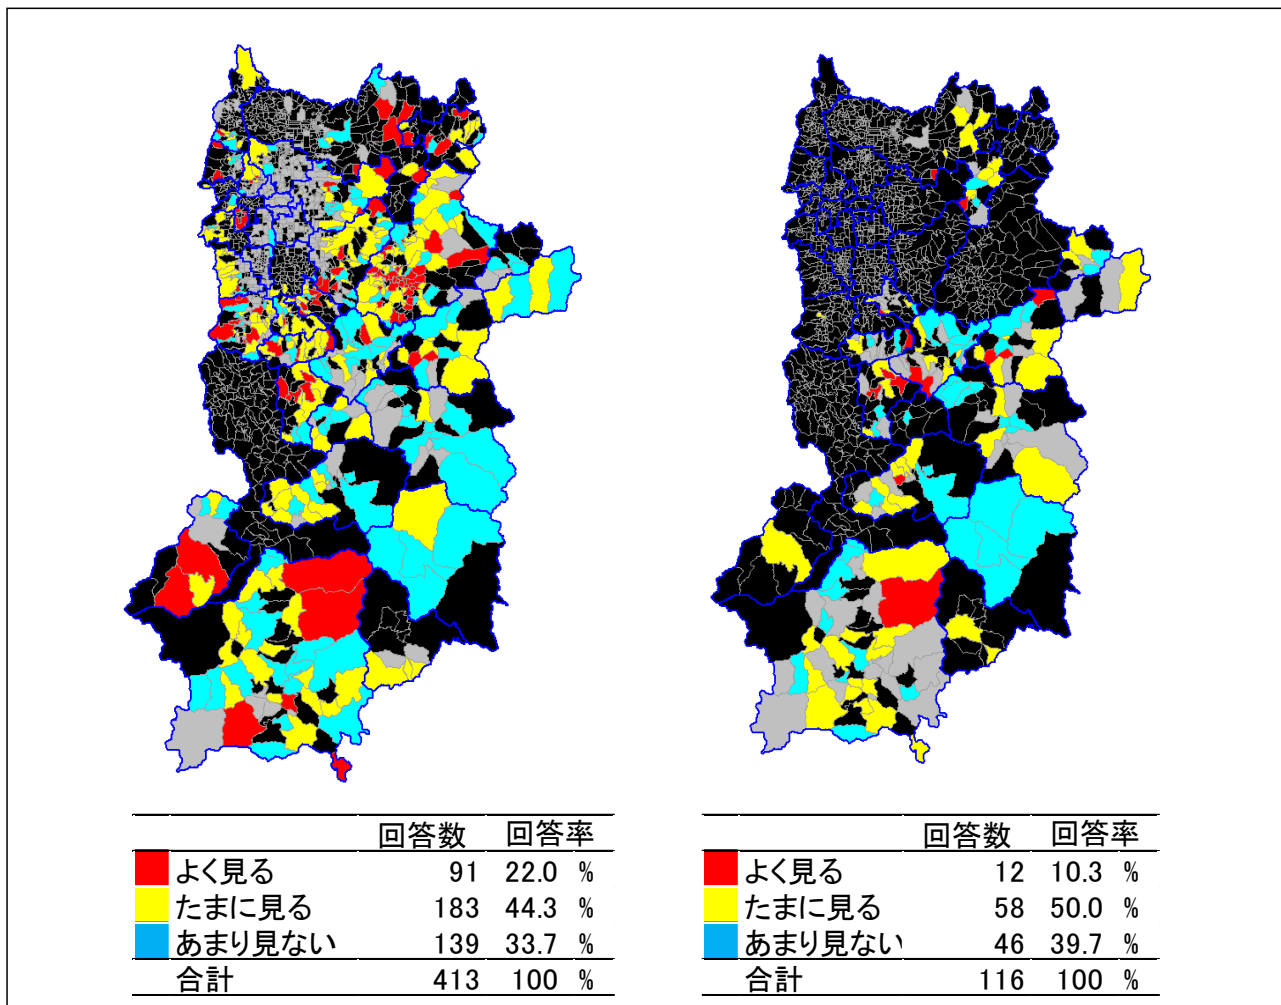 回答数 回答率
よく見る 91 22.0 %
たまに見る 183 44.3 %
あまり見ない 139 33.7 %
合計 413 100 %
回答数 回答率
よく見る 12 10.3 %
たまに見る 58 50.0 %
あまり見ない 46 39.7 %
合計 116 100 %